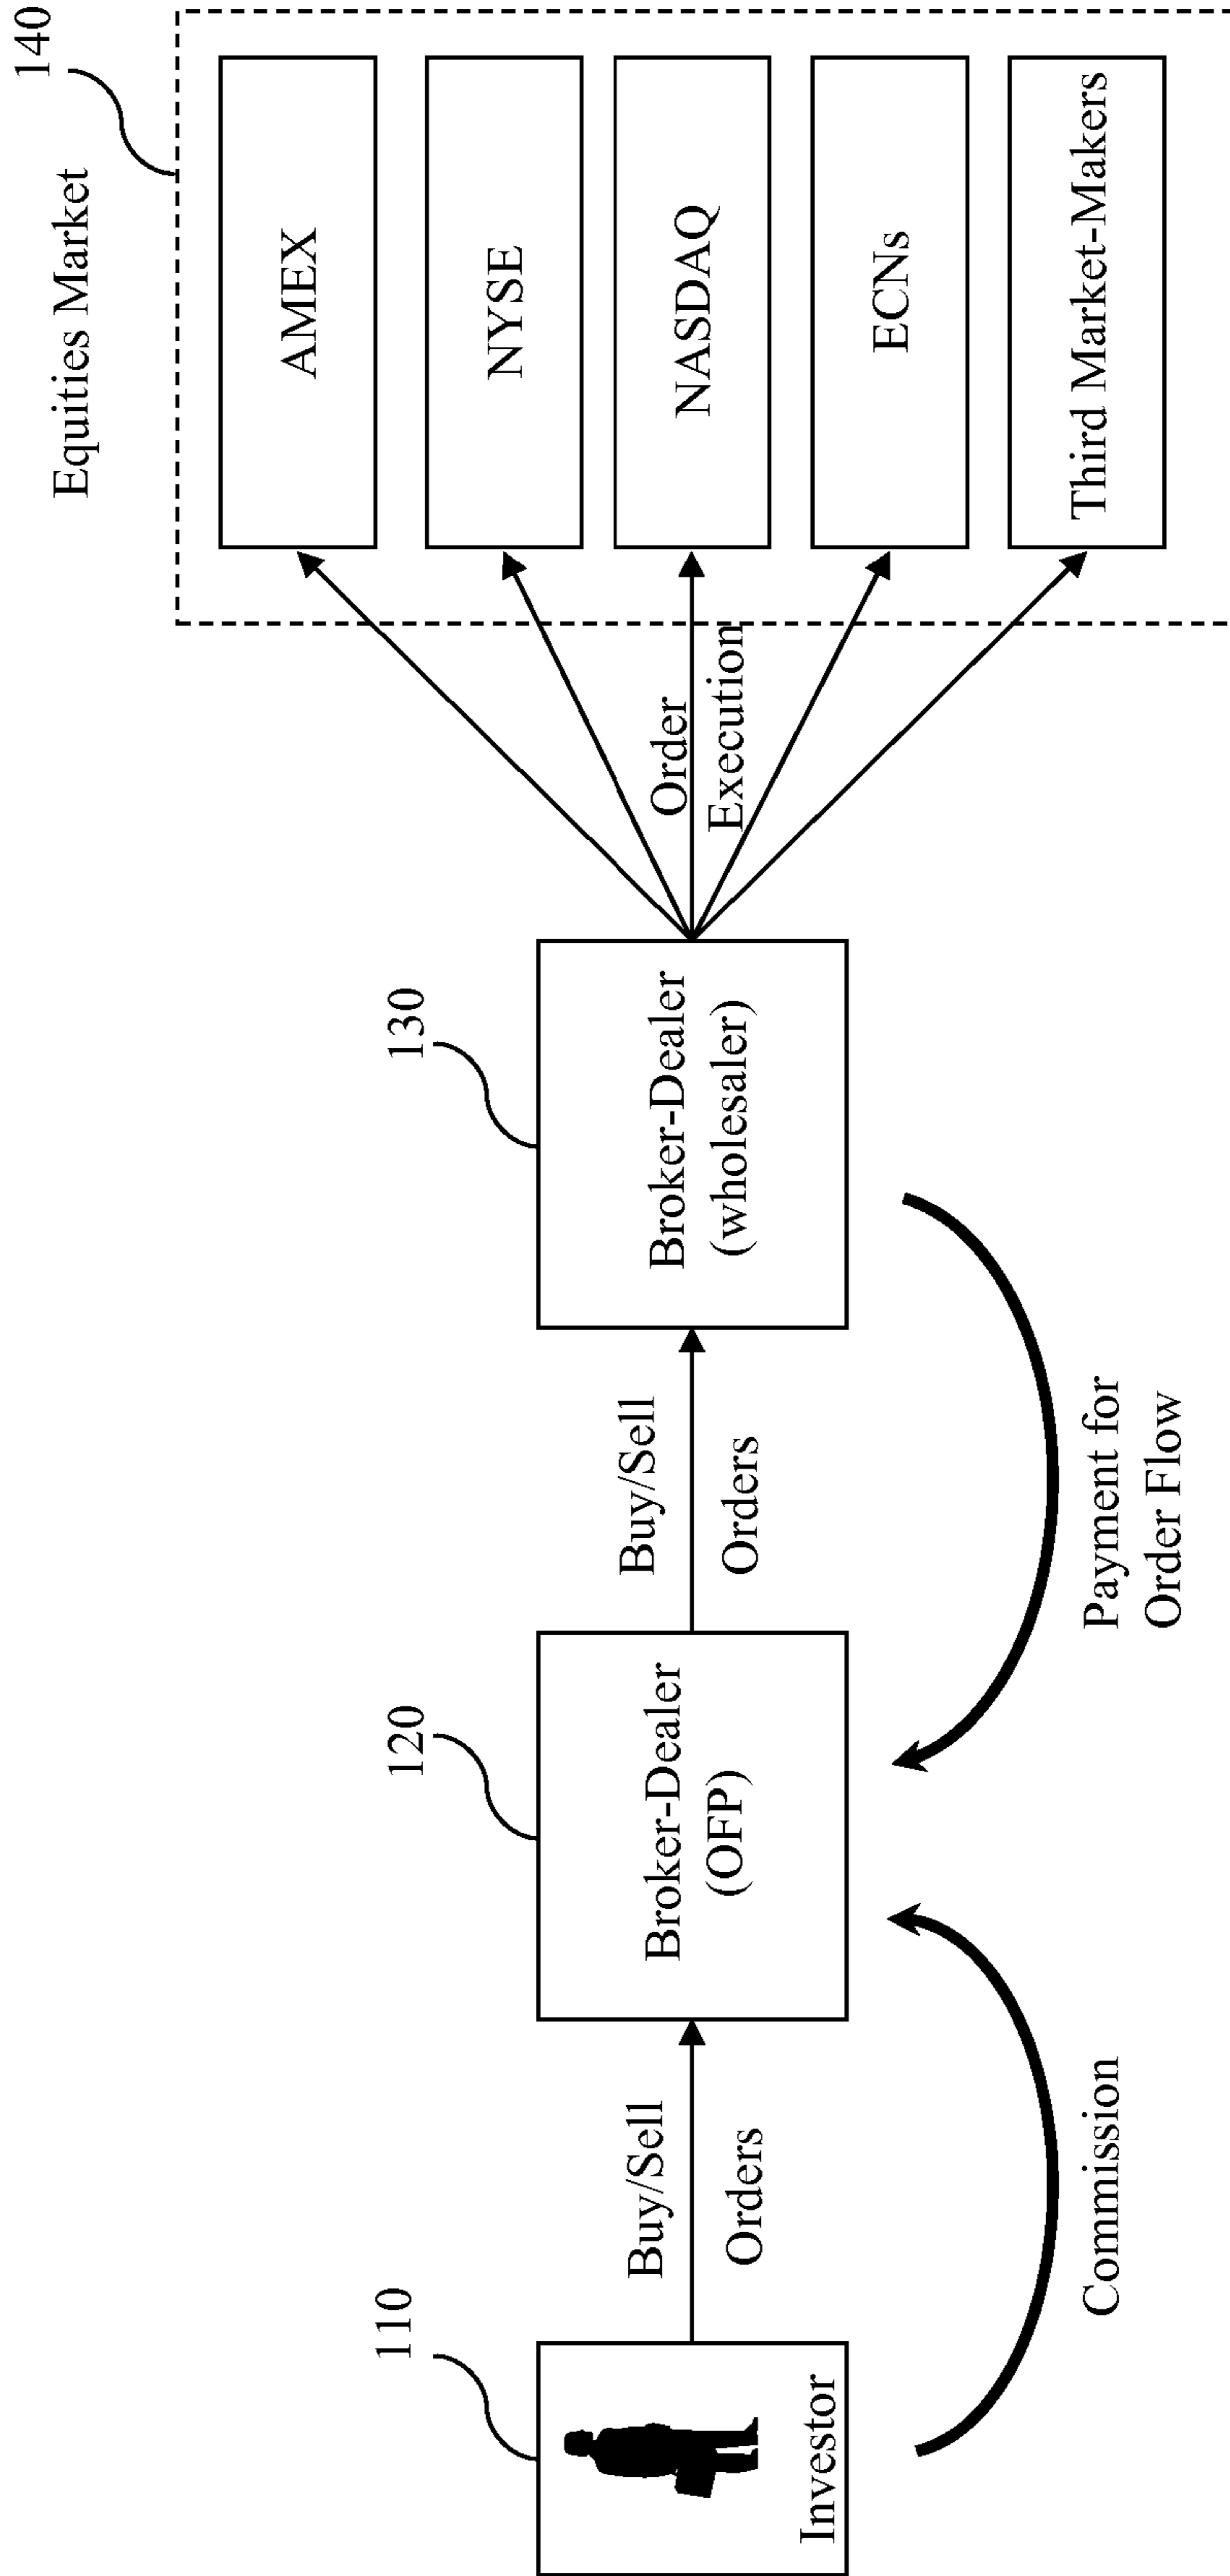 140
Equities Market
AMEX
NYSE
NASDAQ
ECNs
Third Market-Makers
Order
Execution
130
Broker-Dealer
(wholesaler)
Buy/Sell
Orders
Payment for
Order Flow
120
Broker-Dealer
(OFP)
Buy/Sell
Orders
Commission
110
Investor